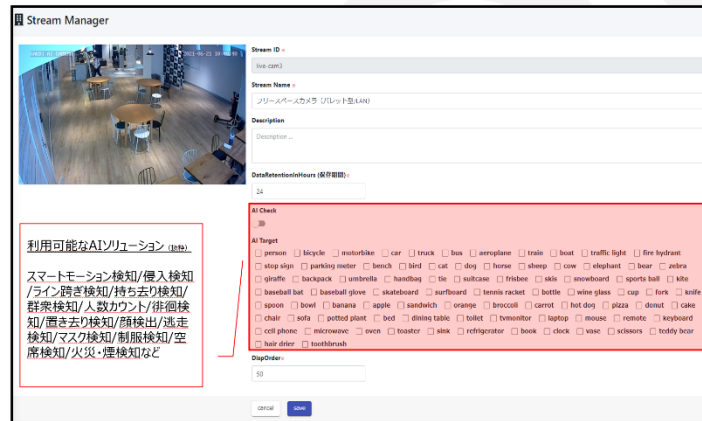 Stream Manager
Stream ID *
live-cam3
Stream Name *
フリースペースカメラ (バレット型/LAN)
Description
Description ...
DataRetentionInHours (保存期間)*
24
AI Check
AI Target
person bicycle motorbike car truck bus aeroplane train boat traffic light fire hydrant
stop sign parking meter bench bird cat dog horse sheep cow elephant bear zebra
giraffe backpack umbrella handbag tie suitcase frisbee skis snowboard sports ball kite
baseball bat baseball glove skateboard surfboard tennis racket bottle wine glass cup fork knife
spoon bowl banana apple sandwich orange broccoli carrot hot dog pizza donut cake
chair sofa potted plant bed dining table toilet tvmonitor laptop mouse remote keyboard
cell phone microwave oven toaster sink refrigerator book clock vase scissors teddy bear
hair drier toothbrush
DispOrder*
50
cancel save
利用可能なAIソリューション (抜粋)
スマートモーション検知/侵入検知
/ライン跨ぎ検知/持ち去り検知/
群衆検知/人数カウント/徘徊検
知/置き去り検知/顔検出/逃走
検知/マスク検知/制服検知/空
席検知/火災・煙検知など